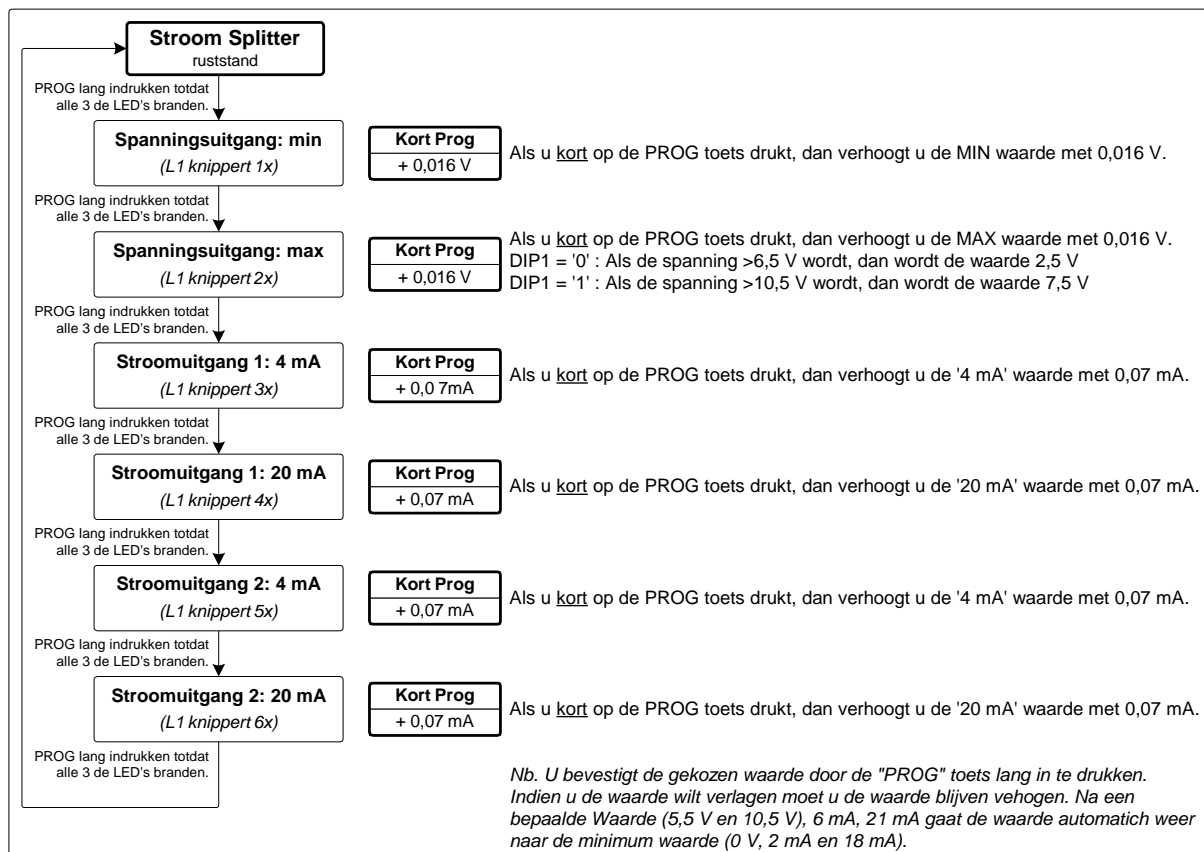 Stroom Splitter
ruststand
PROG lang indrukken totdat
alle 3 de LED's branden.
Spanningsuitgang: min
(L1 knippert 1x)
Kort Prog
+ 0,016 V
Als u kort op de PROG toets drukt, dan verhoogt u de MIN waarde met 0,016 V.
PROG lang indrukken totdat
alle 3 de LED's branden.
Spanningsuitgang: max
(L1 knippert 2x)
Kort Prog
+ 0,016 V
Als u kort op de PROG toets drukt, dan verhoogt u de MAX waarde met 0,016 V.
DIP1 = '0' : Als de spanning >6,5 V wordt, dan wordt de waarde 2,5 V
DIP1 = '1' : Als de spanning >10,5 V wordt, dan wordt de waarde 7,5 V
PROG lang indrukken totdat
alle 3 de LED's branden.
Stroomuitgang 1: 4 mA
(L1 knippert 3x)
Kort Prog
+ 0,0 7mA
Als u kort op de PROG toets drukt, dan verhoogt u de '4 mA' waarde met 0,07 mA.
PROG lang indrukken totdat
alle 3 de LED's branden.
Stroomuitgang 1: 20 mA
(L1 knippert 4x)
Kort Prog
+ 0,07 mA
Als u kort op de PROG toets drukt, dan verhoogt u de '20 mA' waarde met 0,07 mA.
PROG lang indrukken totdat
alle 3 de LED's branden.
Stroomuitgang 2: 4 mA
(L1 knippert 5x)
Kort Prog
+ 0,07 mA
Als u kort op de PROG toets drukt, dan verhoogt u de '4 mA' waarde met 0,07 mA.
PROG lang indrukken totdat
alle 3 de LED's branden.
Stroomuitgang 2: 20 mA
(L1 knippert 6x)
Kort Prog
+ 0,07 mA
Als u kort op de PROG toets drukt, dan verhoogt u de '20 mA' waarde met 0,07 mA.
PROG lang indrukken totdat
alle 3 de LED's branden.
Nb. U bevestigt de gekozen waarde door de "PROG" toets lang in te drukken.
Indien u de waarde wilt verlagen moet u de waarde blijven vehogen. Na een
bepaalde Waarde (5,5 V en 10,5 V), 6 mA, 21 mA gaat de waarde automatich weer
naar de minimum waarde (0 V, 2 mA en 18 mA).